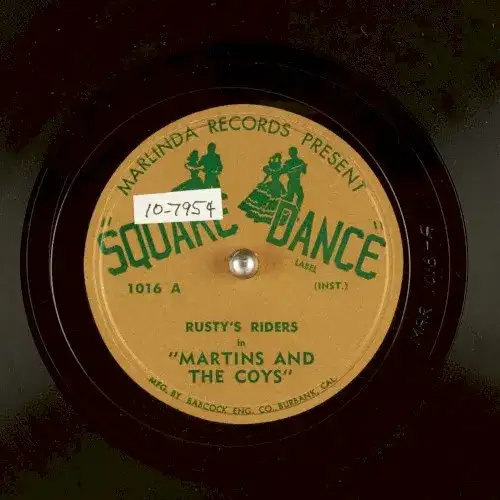 MARLINDA RECORDS PRESENT
10-7954
"SQUARE DANCE"
LABEL
1016 A
(INST.)
RUSTY'S RIDERS
in
"MARTINS AND
THE COYS"
MFG. BY BABCOCK ENG. CO. BURBANK, CAL.
MAR 1016-A